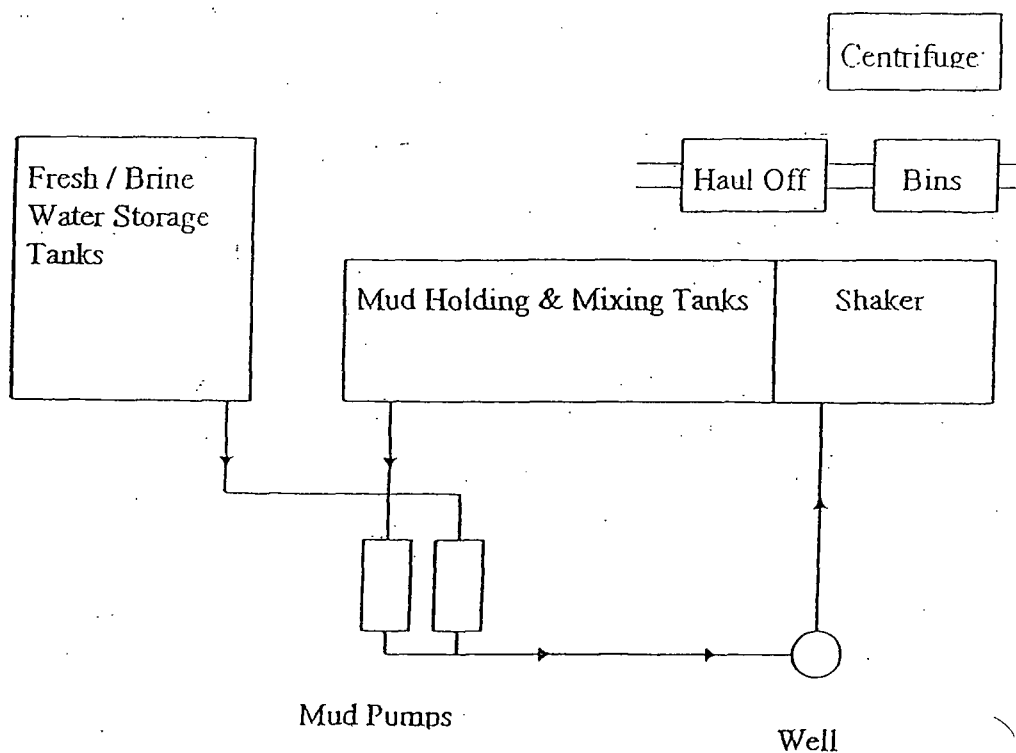 Centrifuge
Fresh / Brine
Water Storage
Tanks
Haul Off
Bins
Mud Holding & Mixing Tanks
Shaker
Mud Pumps
Well